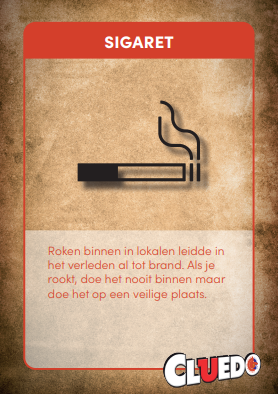 SIGARET
Roken binnen in lokalen leidde in
het verleden al tot brand. Als je
rookt, doe het nooit binnen maar
doe het op een veilige plaats.
CLUEDO